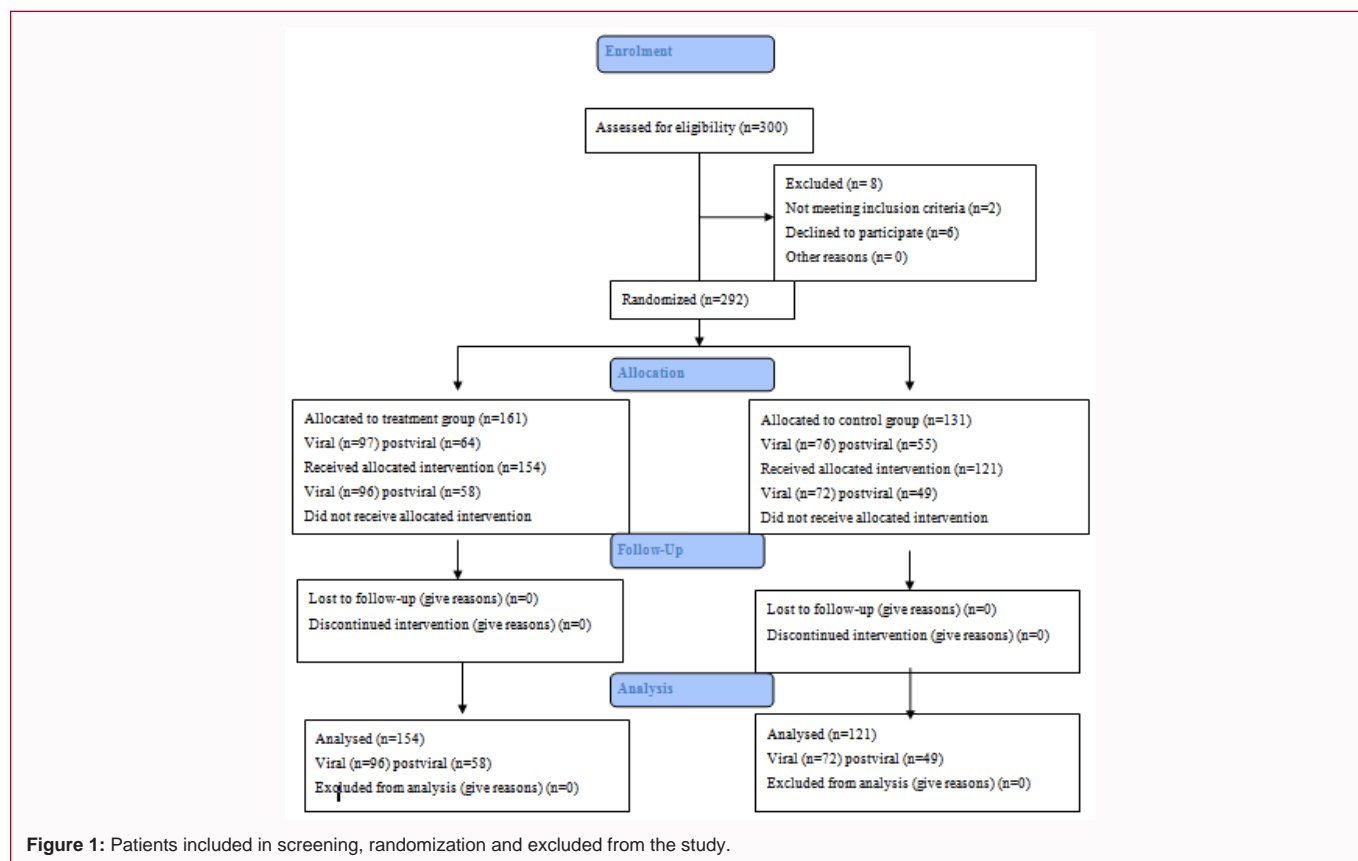 Enrolment
Assessed for eligibility (n=300)
Excluded (n= 8)
Not meeting inclusion criteria (n=2)
Declined to participate (n=6)
Other reasons (n= 0)
Randomized (n=292)
Allocation
Allocated to treatment group (n=161)
Viral (n=97) postviral (n=64)
Received allocated intervention (n=154)
Viral (n=96) postviral (n=58)
Did not receive allocated intervention
Allocated to control group (n=131)
Viral (n=76) postviral (n=55)
Received allocated intervention (n=121)
Viral (n=72) postviral (n=49)
Did not receive allocated intervention
Follow-Up
Lost to follow-up (give reasons) (n=0)
Discontinued intervention (give reasons) (n=0)
Lost to follow-up (give reasons) (n=0)
Discontinued intervention (give reasons) (n=0)
Analysis
Analysed (n=154)
Viral (n=96) postviral (n=58)
Excluded from analysis (give reasons) (n=0)
Analysed (n=121)
Viral (n=72) postviral (n=49)
Excluded from analysis (give reasons) (n=0)
Figure 1: Patients included in screening, randomization and excluded from the study.